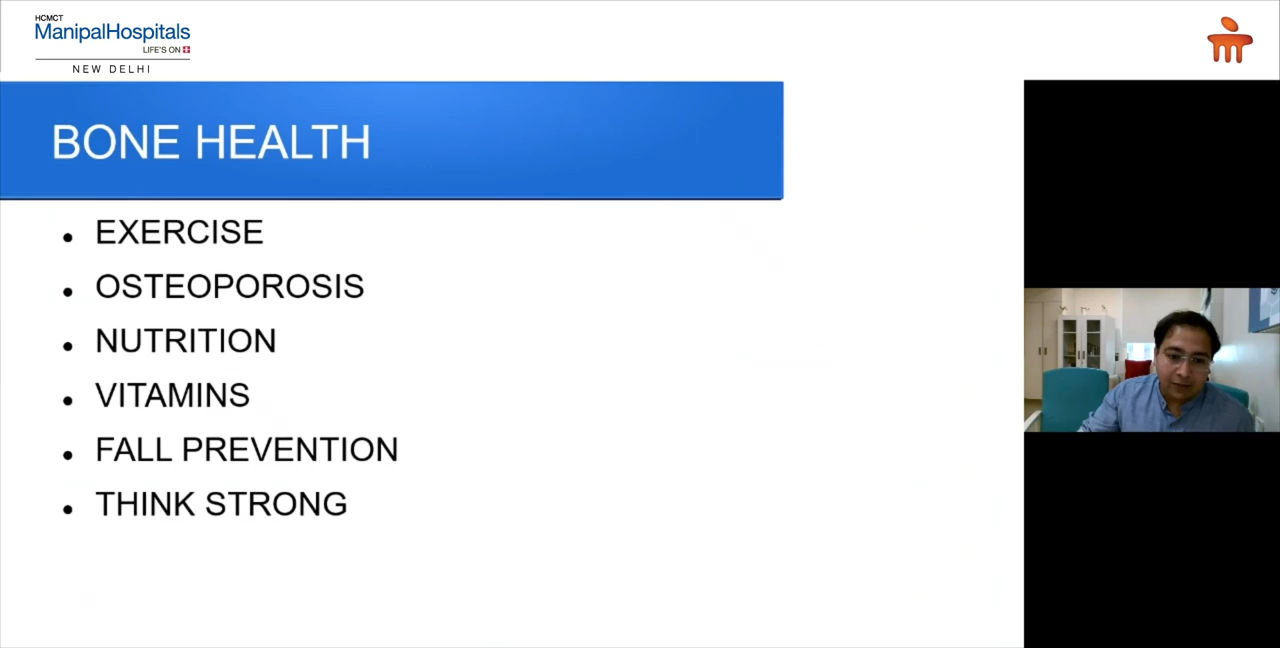 HCMCT
ManipalHospitals
LIFE'S ON
NEW DELHI
BONE HEALTH
• EXERCISE
• OSTEOPOROSIS
• NUTRITION
• VITAMINS
• FALL PREVENTION
• THINK STRONG